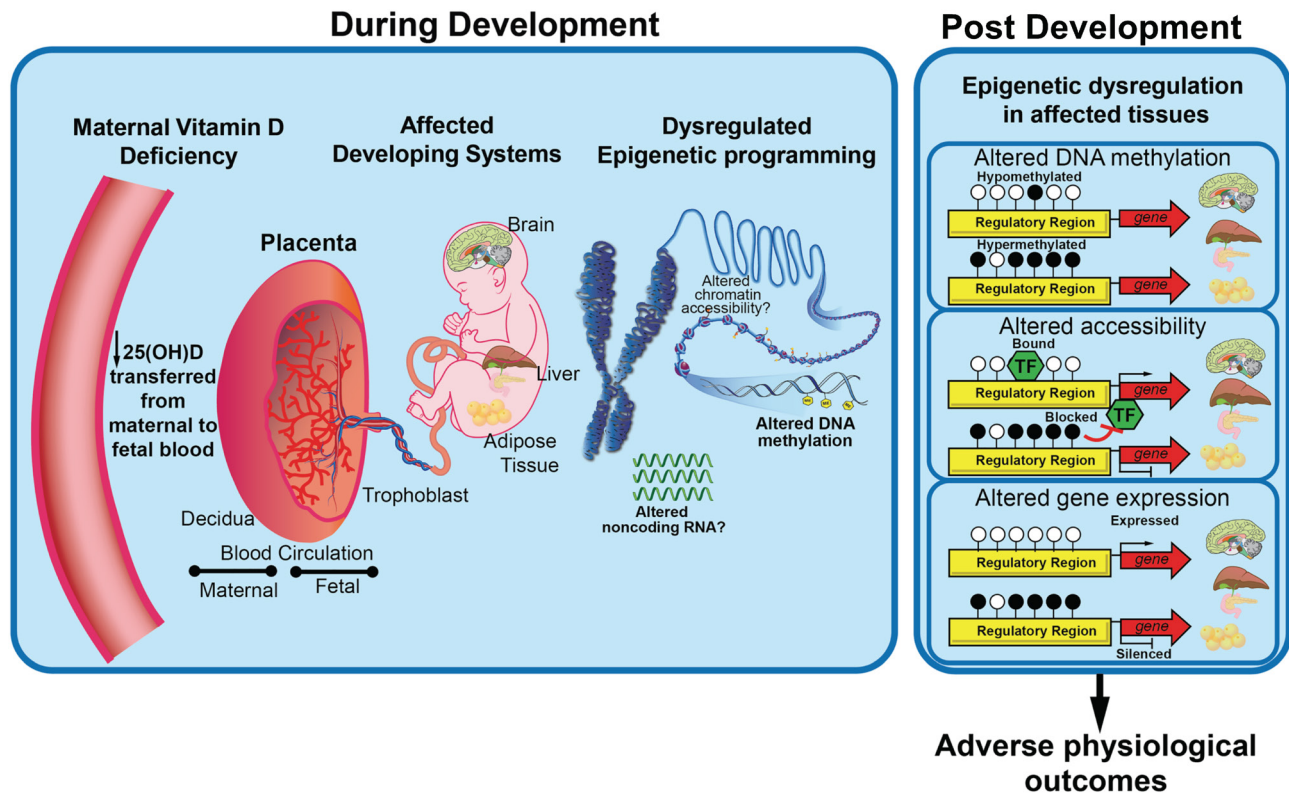 During Development
Maternal Vitamin D
Deficiency
Affected
Developing Systems
Dysregulated
Epigenetic programming
Placenta
↓25(OH)D
transferred
from
maternal to
fetal blood
Brain
Liver
Adipose
Tissue
Trophoblast
Decidua
Blood Circulation
Maternal
Fetal
Altered
chromatin
accessibility?
Altered DNA
methylation
Altered
noncoding RNA?
Post Development
Epigenetic dysregulation
in affected tissues
Altered DNA methylation
Hypomethylated
Regulatory Region
gene
Hypermethylated
Regulatory Region
gene
Altered accessibility
Bound
TF
Regulatory Region
gene
Blocked
TF
Regulatory Region
gene
Altered gene expression
Expressed
Regulatory Region
gene
Regulatory Region
gene
Silenced
Adverse physiological
outcomes